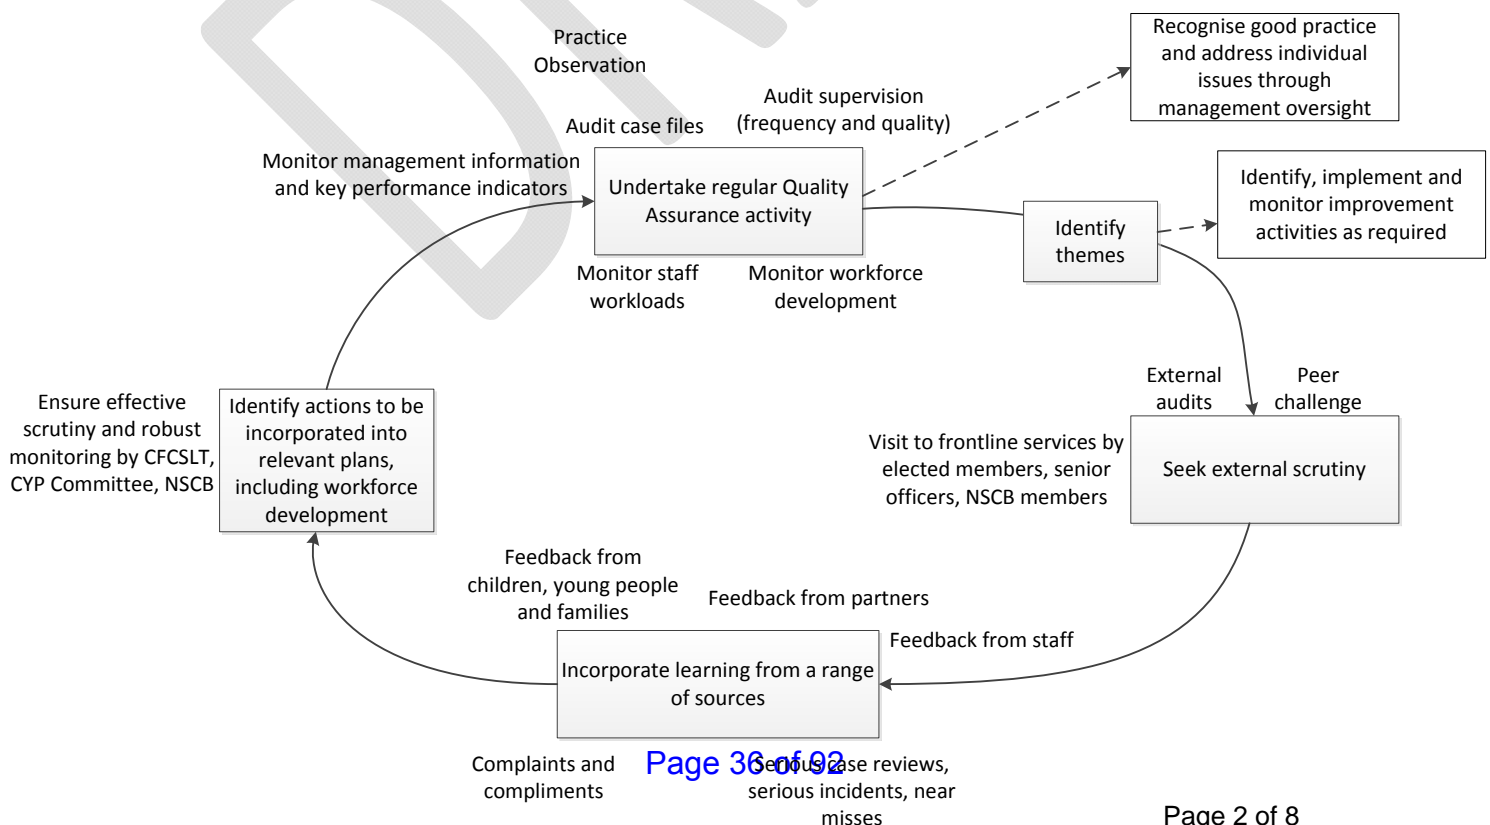 Practice
Observation
Recognise good practice
and address individual
issues through
management oversight
Audit supervision
(frequency and quality)
Audit case files
Monitor management information
and key performance indicators
Undertake regular Quality
Assurance activity
Identify, implement and
monitor improvement
activities as required
Identify
themes
Monitor staff
workloads
Monitor workforce
development
External
audits
Peer
challenge
Ensure effective
scrutiny and robust
monitoring by CFCSLT,
CYP Committee, NSCB
Identify actions to be
incorporated into
relevant plans,
including workforce
development
Visit to frontline services by
elected members, senior
officers, NSCB members
Seek external scrutiny
Feedback from
children, young people
and families
Feedback from partners
Feedback from staff
Incorporate learning from a range
of sources
Complaints and
compliments
Page 36 of 92
Serious case reviews,
serious incidents, near
misses
Page 2 of 8